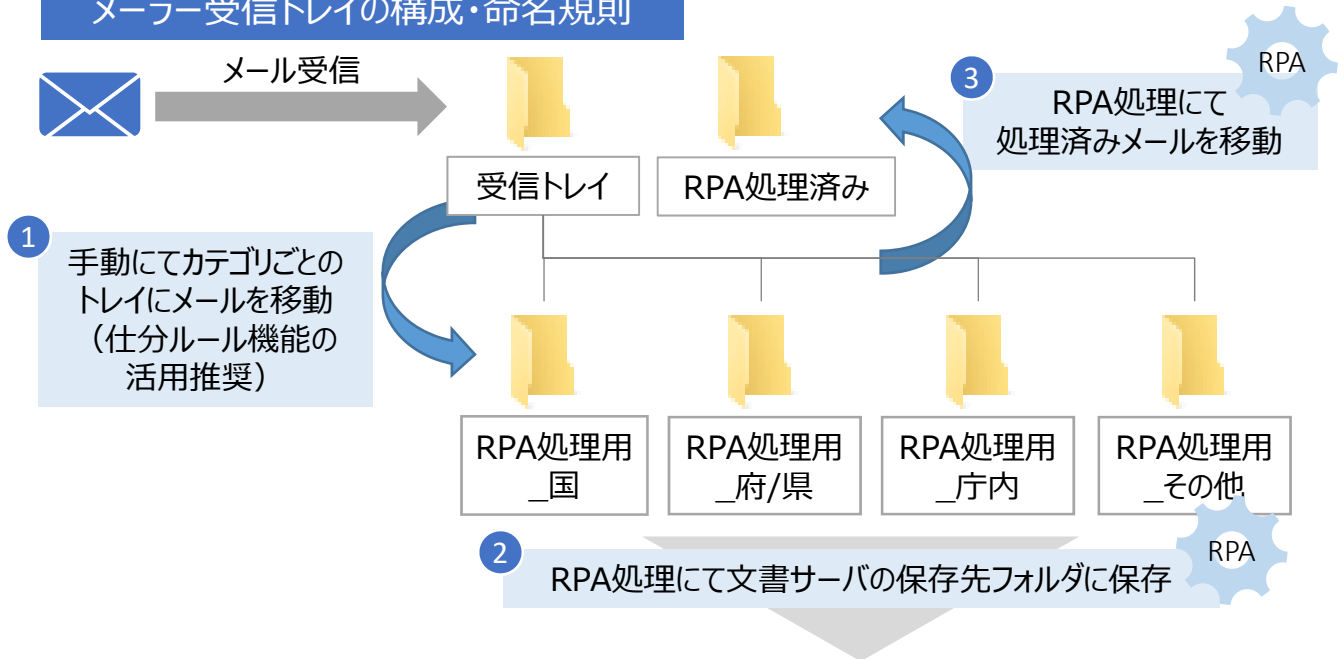 メーラー受信トレイの構成・命名規則
メール受信
受信トレイ
RPA処理済み
3
RPA処理にて
処理済みメールを移動
RPA
1
手動にてカテゴリごとの
トレイにメールを移動
（仕分ルール機能の
活用推奨）
RPA処理用
_国
RPA処理用
_府/県
RPA処理用
_庁内
RPA処理用
_その他
2
RPA処理にて文書サーバの保存先フォルダに保存
RPA